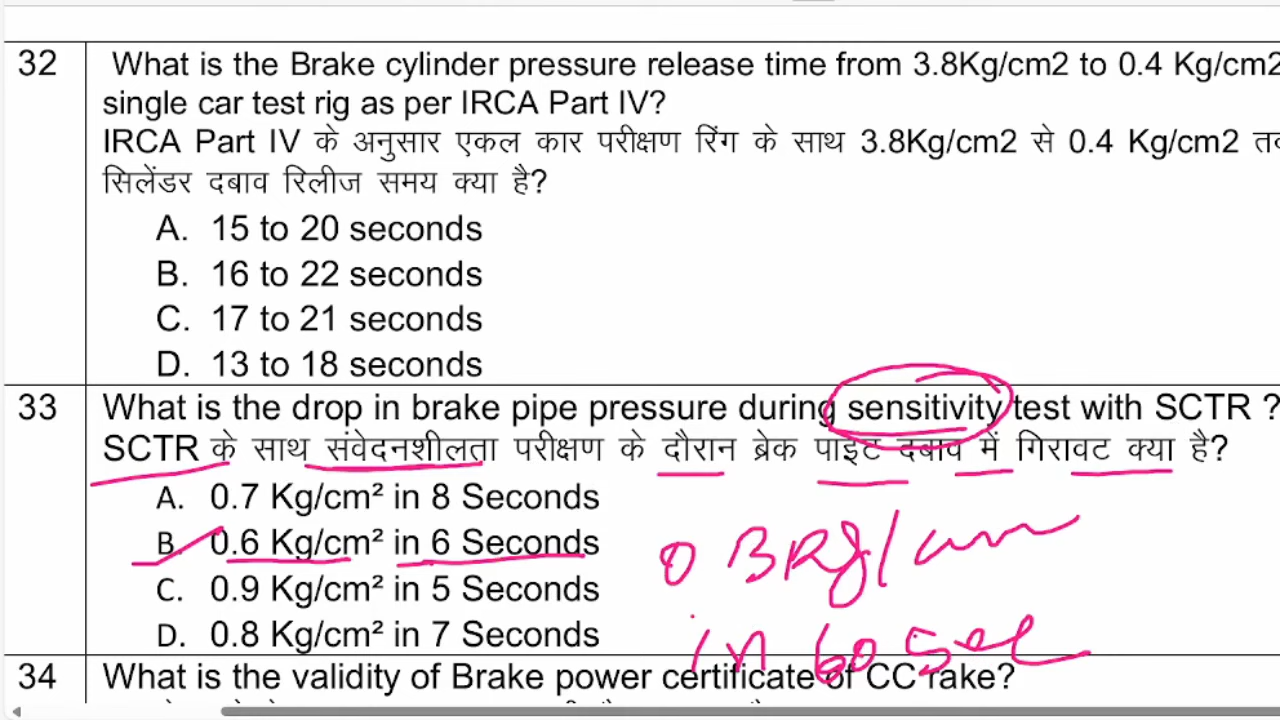 32
What is the Brake cylinder pressure release time from 3.8Kg/cm2 to 0.4 Kg/cm2
single car test rig as per IRCA Part IV?
IRCA Part IV के अनुसार एकल कार परीक्षण रिंग के साथ 3.8Kg/cm2 से 0.4 Kg/cm2
सिलेंडर दबाव रिलीज समय क्या है?
A. 15 to 20 seconds
B. 16 to 22 seconds
C. 17 to 21 seconds
D. 13 to 18 seconds
33
What is the drop in brake pipe pressure during sensitivity test with SCTR ?
SCTR के साथ संवेदनशीलता परीक्षण के दौरान ब्रेक पाइट दबाव में गिरावट क्या है?
A. 0.7 Kg/cm² in 8 Seconds
B. 0.6 Kg/cm² in 6 Seconds
C. 0.9 Kg/cm² in 5 Seconds
D. 0.8 Kg/cm² in 7 Seconds
in 60 Sec
34
What is the validity of Brake power certificate of CC rake?